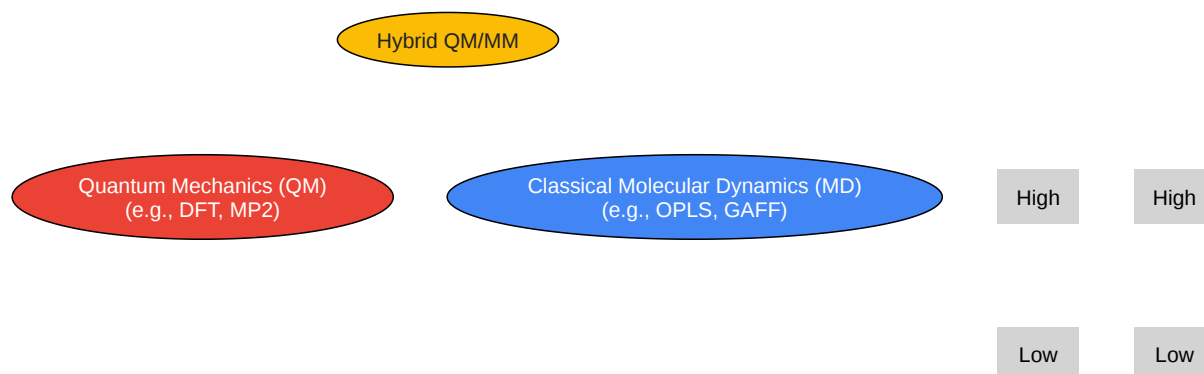 Hybrid QM/MM
Quantum Mechanics (QM)
(e.g., DFT, MP2)
Classical Molecular Dynamics (MD)
(e.g., OPLS, GAFF)
High
High
Low
Low